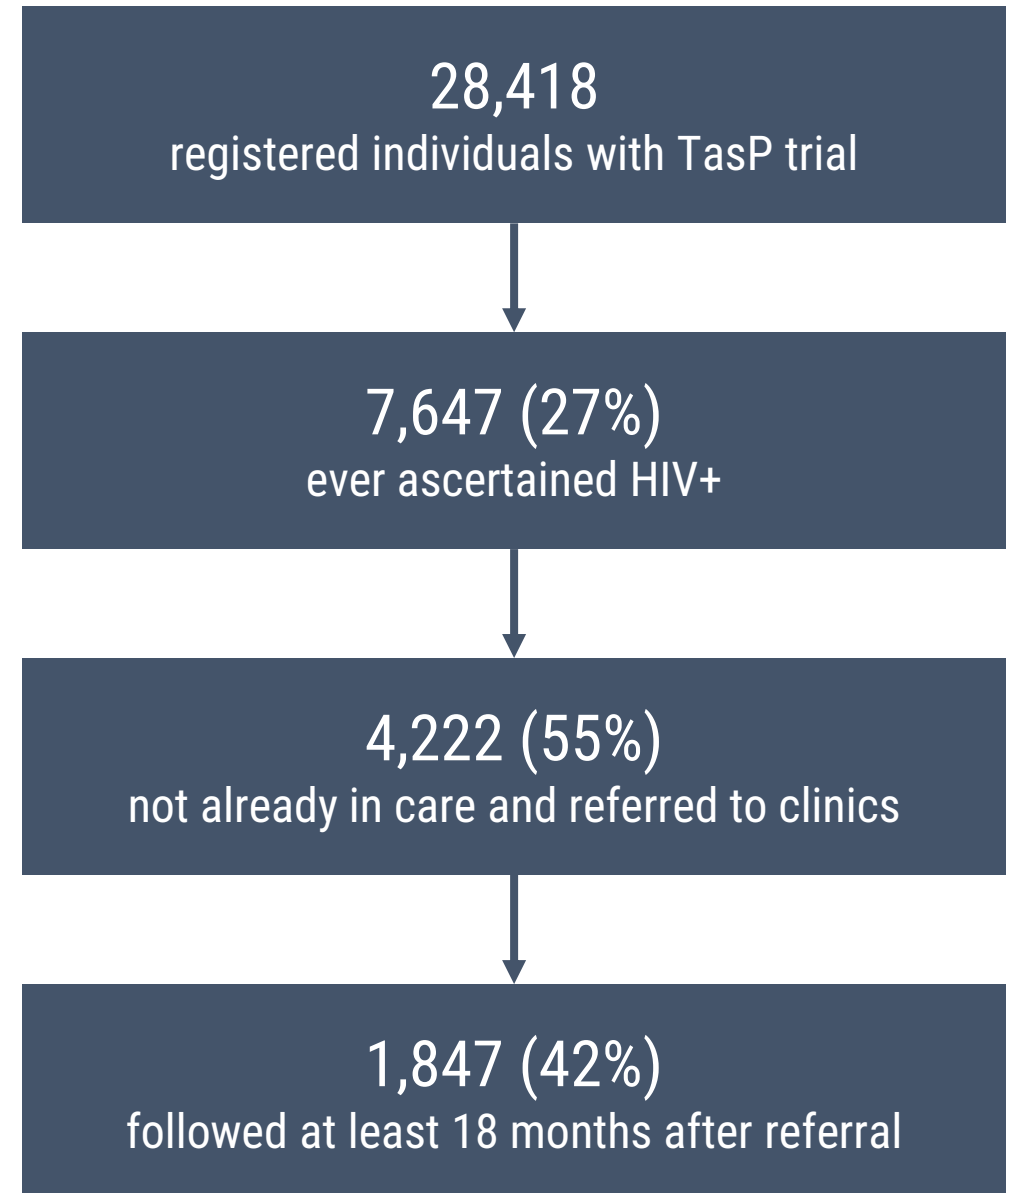 28,418
registered individuals with TasP trial
7,647 (27%)
ever ascertained HIV+
4,222 (55%)
not already in care and referred to clinics
1,847 (42%)
followed at least 18 months after referral